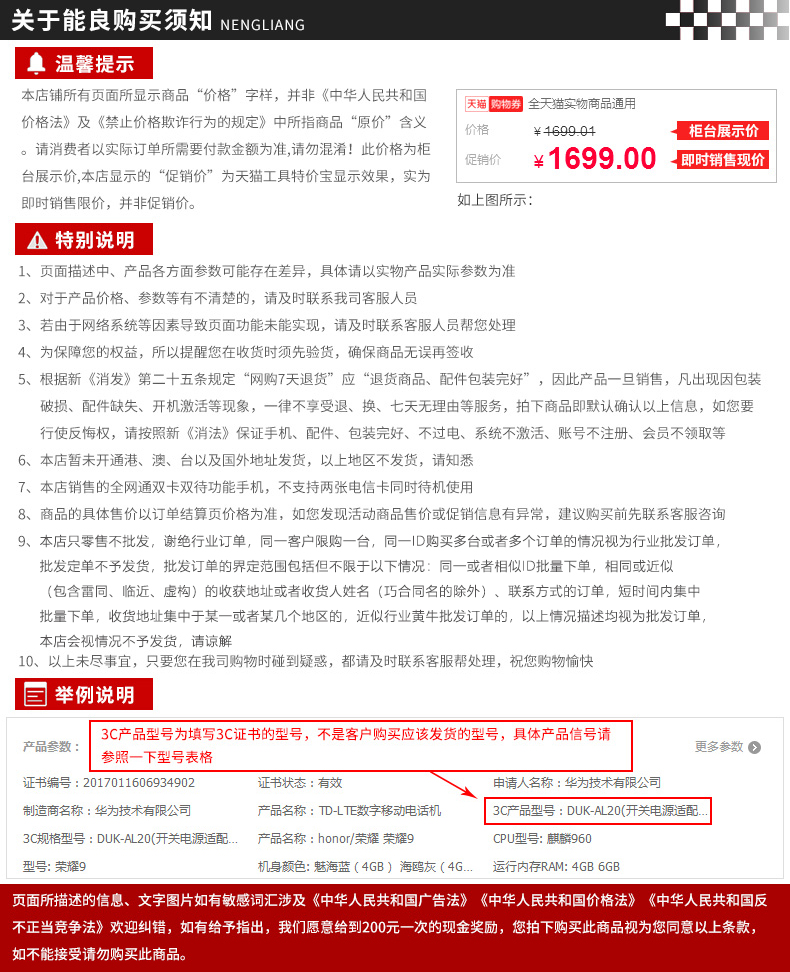 关于能良购买须知 NENGLIANG
温馨提示
本店铺所有页面所显示商品“价格”字样，并非《中华人民共和国
价格法》及《禁止价格欺诈行为的规定》中所指商品“原价”含义
。请消费者以实际订单所需要付款金额为准,请勿混淆！此价格为柜
台展示价,本店显示的“促销价”为天猫工具特价宝显示效果，实为
即时销售限价，并非促销价。
天猫 购物券 全天猫实物商品通用
价格 ¥1699.01 柜台展示价
促销价 ¥1699.00 即时销售现价
如上图所示：
特别说明
1、页面描述中、产品各方面参数可能存在差异，具体请以实物产品实际参数为准
2、对于产品价格、参数等有不清楚的，请及时联系我司客服人员
3、若由于网络系统等因素导致页面功能未能实现，请及时联系客服人员帮您处理
4、为保障您的权益，所以提醒您在收货时须先验货，确保商品无误再签收
5、根据新《消发》第二十五条规定“网购7天退货”应“退货商品、配件包装完好”，因此产品一旦销售，凡出现因包装
破损、配件缺失、开机激活等现象，一律不享受退、换、七天无理由等服务，拍下商品即默认确认以上信息，如您要
行使反悔权，请按照新《消法》保证手机、配件、包装完好、不过电、系统不激活、账号不注册、会员不领取等
6、本店暂未开通港、澳、台以及国外地址发货，以上地区不发货，请知悉
7、本店销售的全网通双卡双待功能手机，不支持两张电信卡同时待机使用
8、商品的具体售价以订单结算页价格为准，如您发现活动商品售价或促销信息有异常，建议购买前先联系客服咨询
9、本店只零售不批发，谢绝行业订单，同一客户限购一台，同一ID购买多台或者多个订单的情况视为行业批发订单，
批发定单不予发货，批发订单的界定范围包括但不限于以下情况：同一或者相似ID批量下单，相同或近似
（包含雷同、临近、虚构）的收获地址或者收货人姓名（巧合同名的除外）、联系方式的订单，短时间内集中
批量下单，收货地址集中于某一或者某几个地区的，近似行业黄牛批发订单的，以上情况描述均视为批发订单，
本店会视情况不予发货，请谅解
10、以上未尽事宜，只要您在我司购物时碰到疑惑，都请及时联系客服帮处理，祝您购物愉快
举例说明
产品参数：
3C产品型号为填写3C证书的型号，不是客户购买应该发货的型号，具体产品信号请
参照一下型号表格
更多参数
证书编号：2017011606934902 证书状态：有效 申请人名称：华为技术有限公司
制造商名称：华为技术有限公司 产品名称：TD-LTE数字移动电话机 3C产品型号：DUK-AL20(开关电源适配...
3C规格型号：DUK-AL20(开关电源适配... 产品名称：honor/荣耀 荣耀9 CPU型号: 麒麟960
型号: 荣耀9 机身颜色: 魅海蓝（4GB） 海鸥灰（4G... 运行内存RAM: 4GB 6GB
页面所描述的信息、文字图片如有敏感词汇涉及《中华人民共和国广告法》《中华人民共和国价格法》《中华人民共和国反
不正当竞争法》欢迎纠错，如有给予指出，我们愿意给到200元一次的现金奖励，您拍下购买此商品视为您同意以上条款，
如不能接受请勿购买此商品。